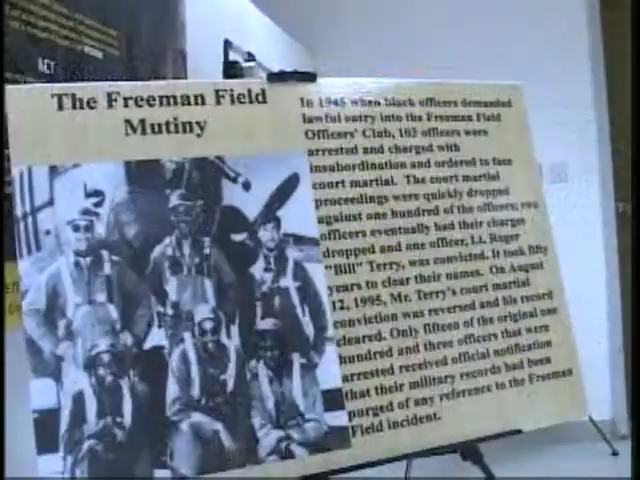 ACT
The Freeman Field
Mutiny
In 1945 when black officers demanded
lawful entry into the Freeman Field
Officers' Club, 103 officers were
arrested and charged with
insubordination and ordered to face
court martial. The court martial
proceedings were quickly dropped
against one hundred of the officers; two
officers eventually had their charges
dropped and one officer, Lt. Roger
"Bill" Terry, was convicted. It took fifty
years to clear their names. On August
12, 1995, Mr. Terry's court martial
conviction was reversed and his record
cleared. Only fifteen of the original one
hundred and three officers that were
arrested received official notification
that their military records had been
purged of any reference to the Freeman
Field incident.